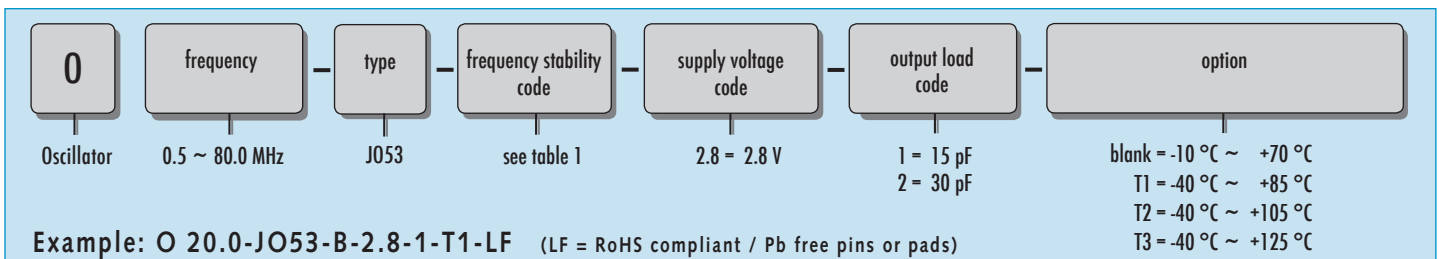 O
frequency
–
type
–
frequency stability
code
–
supply voltage
code
–
output load
code
–
option
Oscillator
0.5 ~ 80.0 MHz
JO53
see table 1
2.8 = 2.8 V
1 = 15 pF
2 = 30 pF
blank = -10 °C ~ +70 °C
T1 = -40 °C ~ +85 °C
T2 = -40 °C ~ +105 °C
T3 = -40 °C ~ +125 °C
Example: O 20.0-JO53-B-2.8-1-T1-LF (LF = RoHS compliant / Pb free pins or pads)